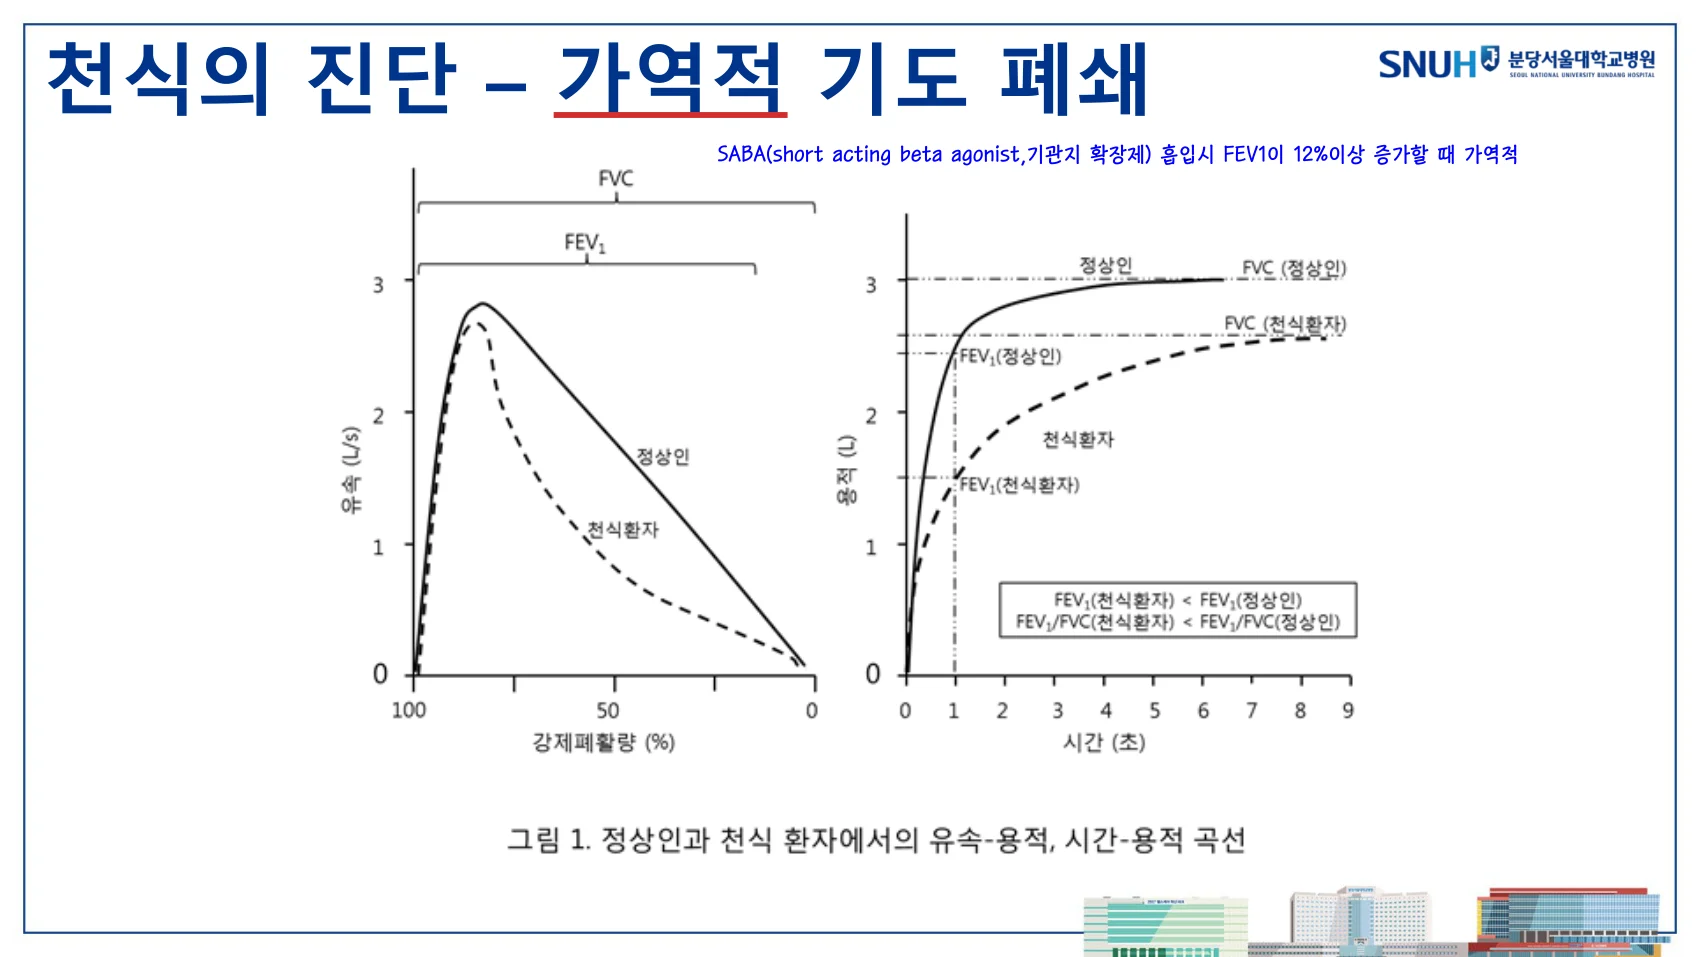 천식의 진단 – 가역적 기도 폐쇄
SNUH 분당서울대학교병원
SEOUL NATIONAL UNIVERSITY BUNDANG HOSPITAL
SABA(short acting beta agonist,기관지 확장제) 흡입시 FEV1이 12%이상 증가할 때 가역적
FVC
FEV₁
3
2
1
0
유속 (L/s)
정상인
천식환자
100
50
0
강제폐활량 (%)
3
2
1
0
용적 (L)
정상인
FVC (정상인)
FVC (천식환자)
FEV₁(정상인)
천식환자
FEV₁(천식환자)
FEV₁(천식환자) < FEV₁(정상인)
FEV₁/FVC(천식환자) < FEV₁/FVC(정상인)
0 1 2 3 4 5 6 7 8 9
시간 (초)
그림 1. 정상인과 천식 환자에서의 유속-용적, 시간-용적 곡선